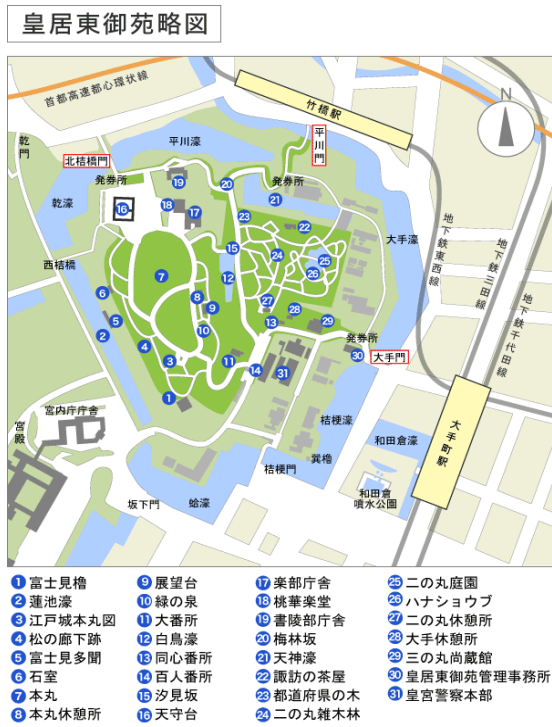 皇居東御苑略図
首都高速都心環状線
竹橋駅
N
乾門
平川濠
平川門
北桔橋門
発券所
発券所
乾濠
大手濠
西桔橋
地下鉄東西線
地下鉄三田線
地下鉄千代田線
発券所
大手門
宮内庁庁舎
宮殿
桔梗濠
和田倉濠
大手町駅
桔梗門
巽櫓
和田倉噴水公園
坂下門
蛤濠
1 富士見櫓
2 蓮池濠
3 江戸城本丸図
4 松の廊下跡
5 富士見多聞
6 石室
7 本丸
8 本丸休憩所
9 展望台
10 緑の泉
11 大番所
12 白鳥濠
13 同心番所
14 百人番所
15 汐見坂
16 天守台
17 楽部庁舎
18 桃華楽堂
19 書陵部庁舎
20 梅林坂
21 天神濠
22 諏訪の茶屋
23 都道府県の木
24 二の丸雑木林
25 二の丸庭園
26 ハナショウブ
27 二の丸休憩所
28 大手休憩所
29 三の丸尚蔵館
30 皇居東御苑管理事務所
31 皇宮警察本部